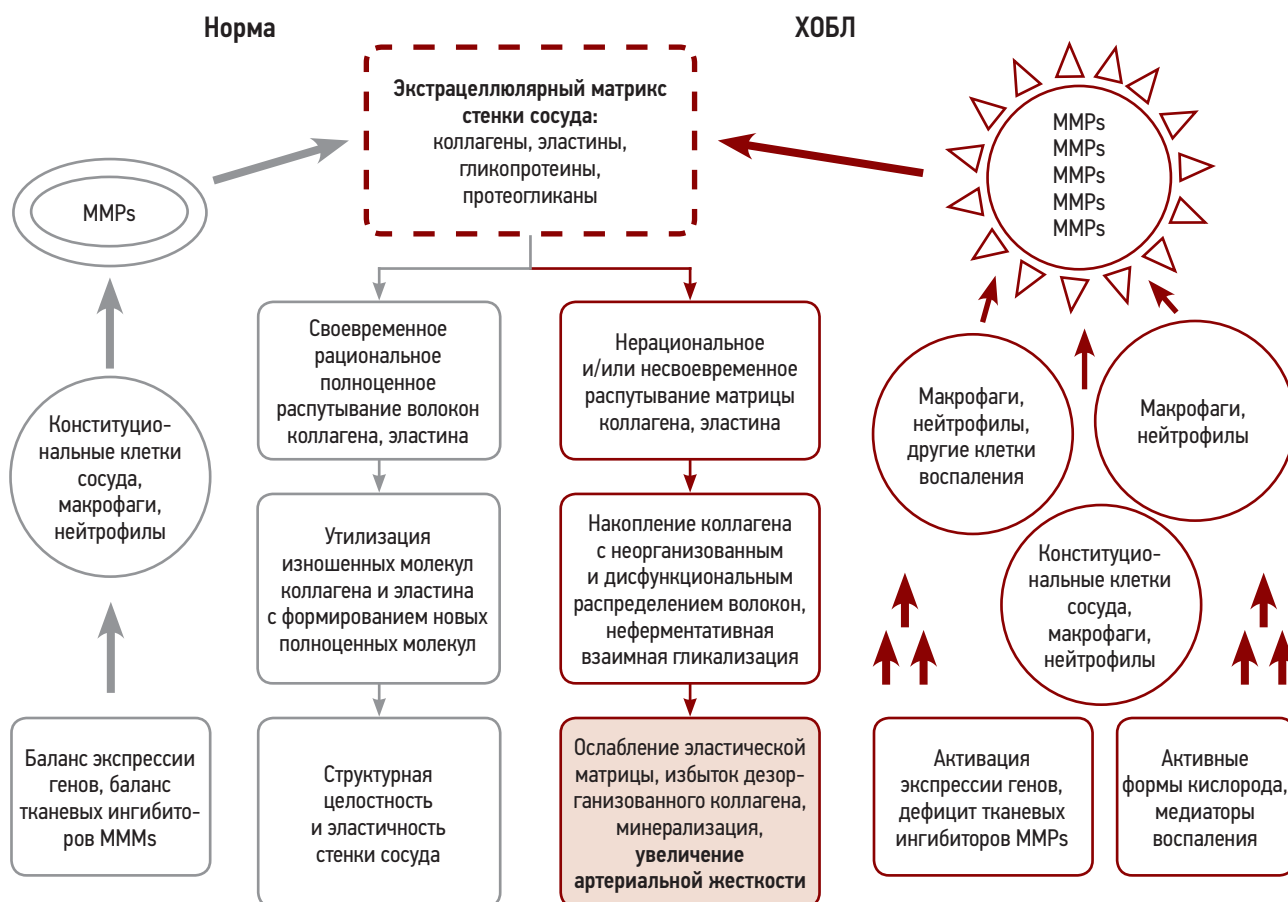 Норма
ХОБЛ
Экстрацеллюлярный матрикс
стенки сосуда:
коллагены, эластины,
гликопротеины,
протеогликаны
MMPs
MMPs
MMPs
MMPs
MMPs
MMPs
Своевременное
рациональное
полноценное
распутывание волокон
коллагена, эластина
Нерациональное
и/или несвоевременное
распутывание матрицы
коллагена, эластина
Конституцио-
нальные клетки
сосуда,
макрофаги,
нейтрофилы
Макрофаги,
нейтрофилы,
другие клетки
воспаления
Макрофаги,
нейтрофилы
Утилизация
изношенных молекул
коллагена и эластина
с формированием новых
полноценных молекул
Накопление коллагена
с неорганизованным
и дисфункциональным
распределением волокон,
неферментативная
взаимная гликализация
Конституцио-
нальные клетки
сосуда,
макрофаги,
нейтрофилы
Баланс экспрессии
генов, баланс
тканевых ингибито-
ров МММs
Структурная
целостность
и эластичность
стенки сосуда
Ослабление эластической
матрицы, избыток дезор-
ганизованного коллагена,
минерализация,
увеличение
артериальной жесткости
Активация
экспрессии генов,
дефицит тканевых
ингибиторов MMPs
Активные
формы кислорода,
медиаторы
воспаления